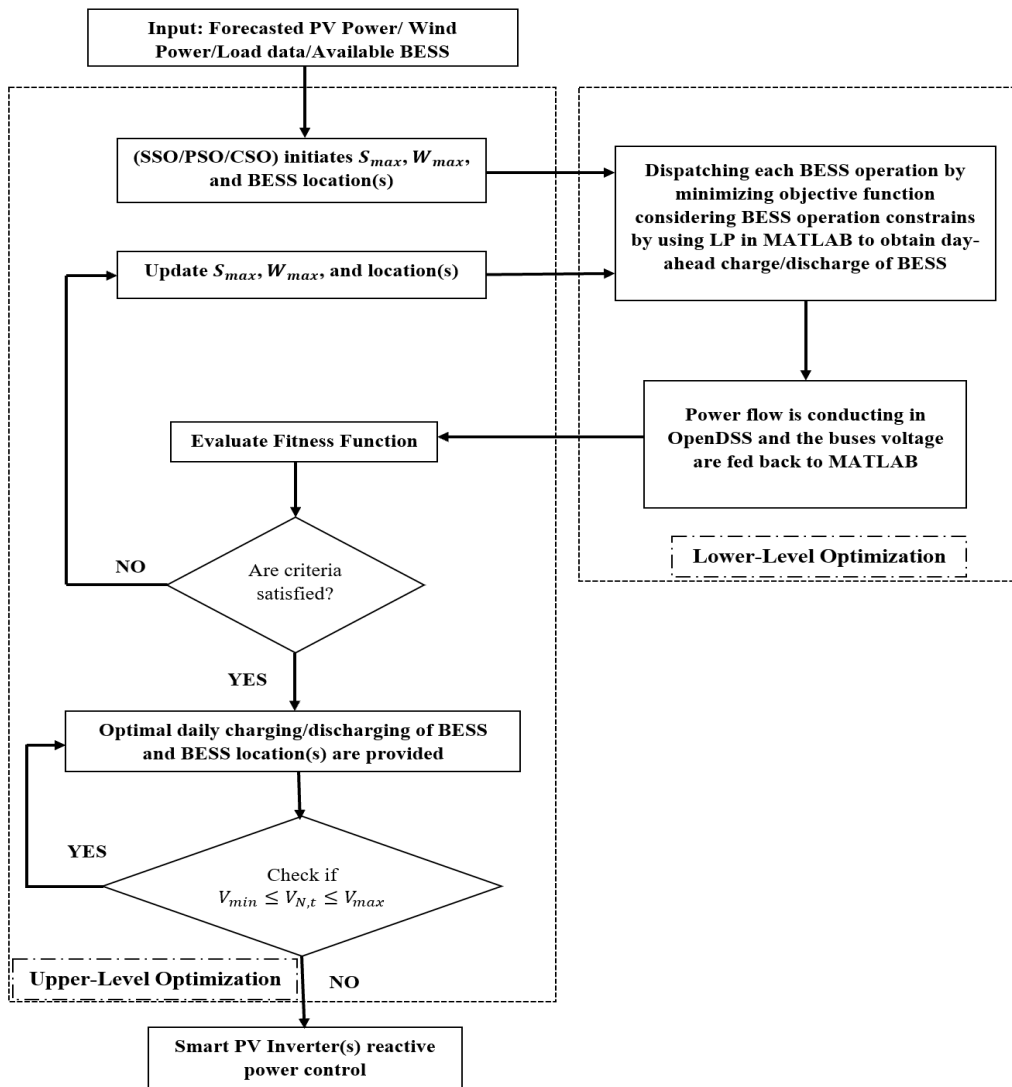 Input: Forecasted PV Power/ Wind
Power/Load data/Available BESS
(SSO/PSO/CSO) initiates S_max, W_max,
and BESS location(s)
Dispatching each BESS operation by
minimizing objective function
considering BESS operation constrains
by using LP in MATLAB to obtain day-
ahead charge/discharge of BESS
Update S_max, W_max, and location(s)
Power flow is conducting in
OpenDSS and the buses voltage
are fed back to MATLAB
Evaluate Fitness Function
Lower-Level Optimization
NO
Are criteria
satisfied?
YES
Optimal daily charging/discharging of BESS
and BESS location(s) are provided
YES
Check if
V_min ≤ V_N,t ≤ V_max
Upper-Level Optimization
NO
Smart PV Inverter(s) reactive
power control